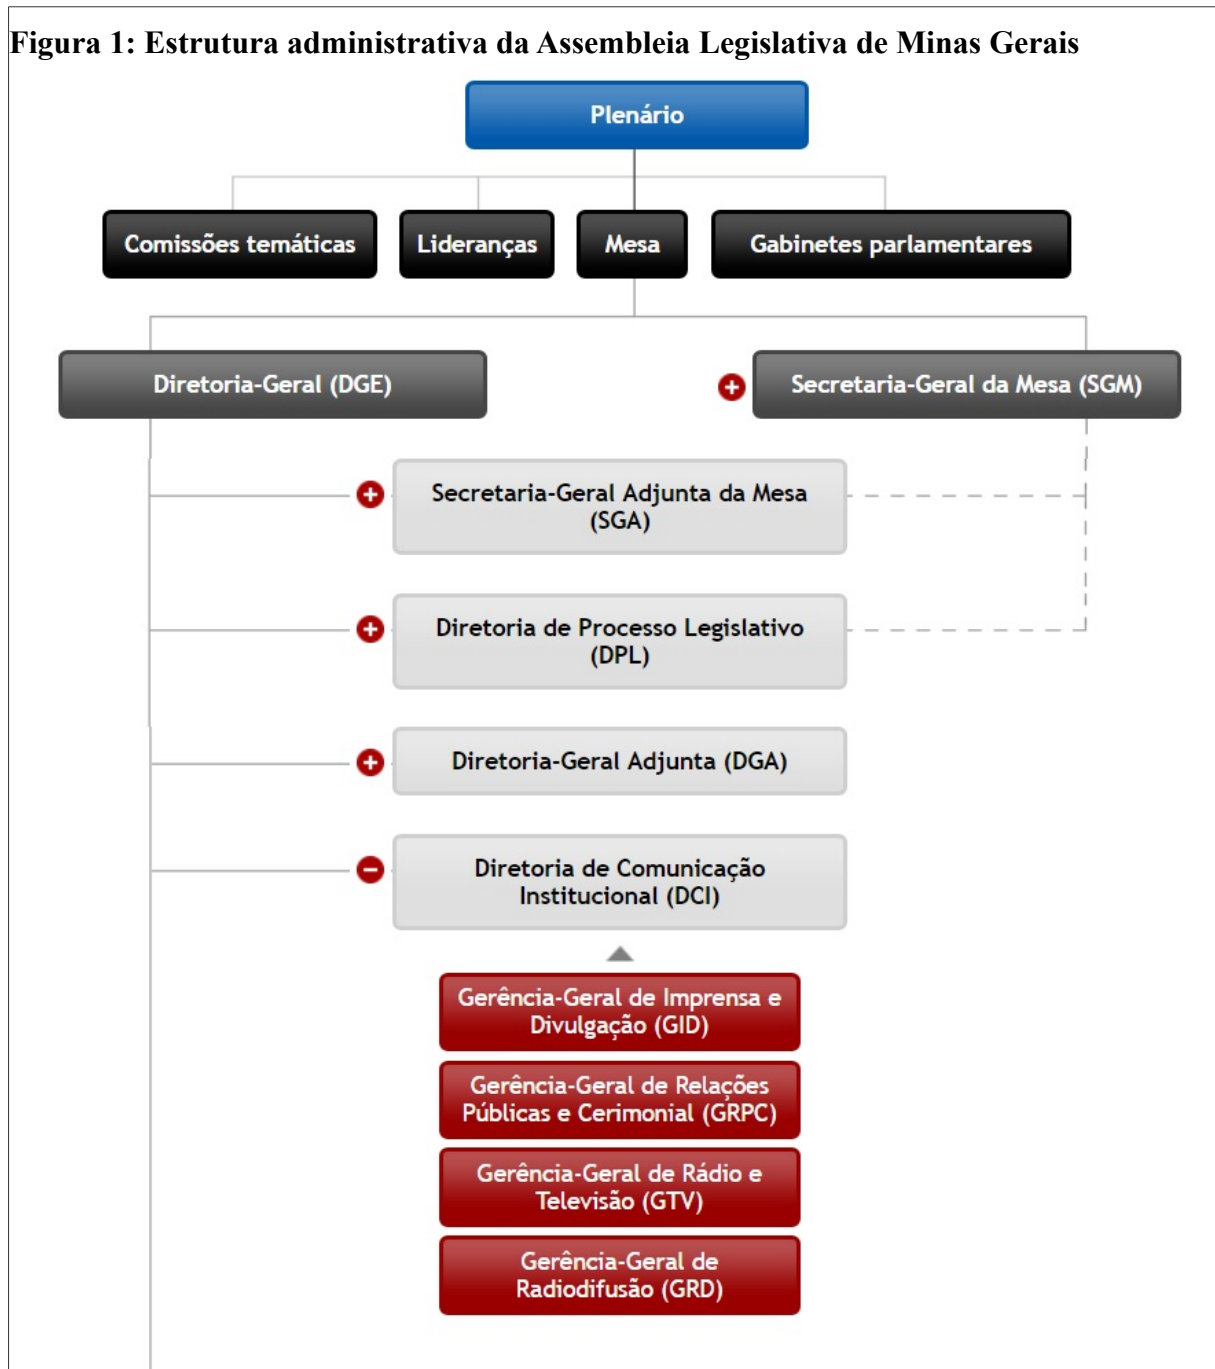 Figura 1: Estrutura administrativa da Assembleia Legislativa de Minas Gerais
Plenário
Comissões temáticas
Lideranças
Mesa
Gabinetes parlamentares
Diretoria-Geral (DGE)
Secretaria-Geral da Mesa (SGM)
Secretaria-Geral Adjunta da Mesa
(SGA)
Diretoria de Processo Legislativo
(DPL)
Diretoria-Geral Adjunta (DGA)
Diretoria de Comunicação
Institucional (DCI)
Gerência-Geral de Imprensa e
Divulgação (GID)
Gerência-Geral de Relações
Públicas e Cerimonial (GRPC)
Gerência-Geral de Rádio e
Televisão (GTV)
Gerência-Geral de
Radiodifusão (GRD)